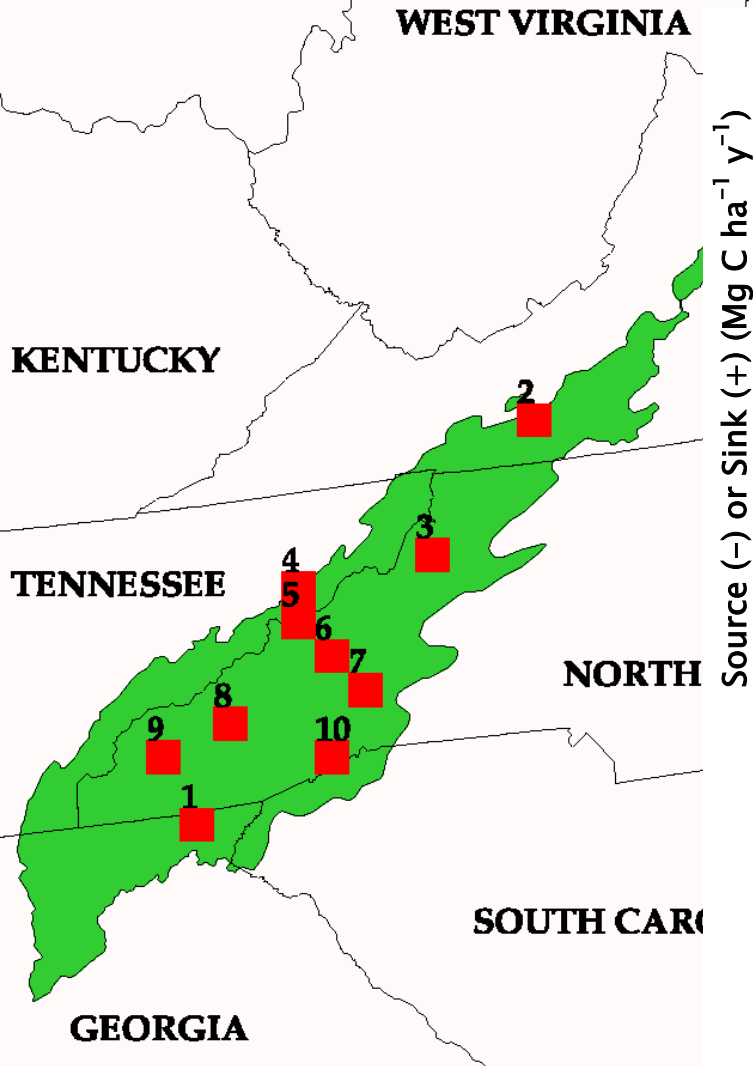 WEST VIRGINIA
Source (−) or Sink (+) (Mg C ha⁻¹ y⁻¹)
KENTUCKY
2
3
4
TENNESSEE
5
6
7
NORTH
8
9
10
1
SOUTH CARO
GEORGIA